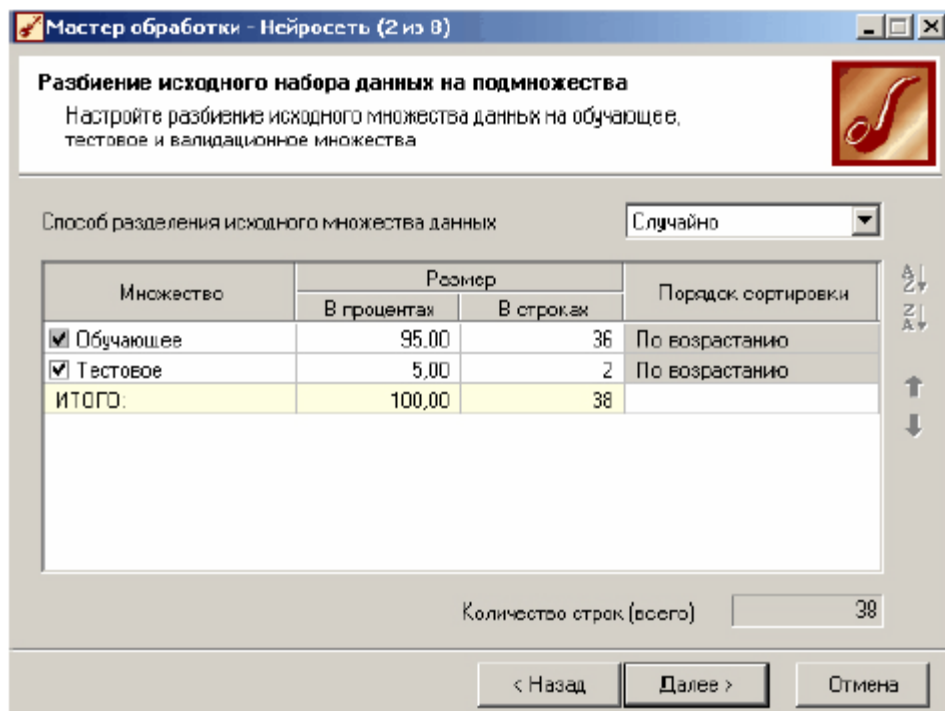 Мастер обработки - Нейросеть (2 из 8)
Разбиение исходного набора данных на подмножества
Настройте разбиение исходного множества данных на обучающее,
тестовое и валидационное множества
Способ разделения исходного множества данных Случайно
Множество Размер Порядок сортировки
В процентах В строках
Обучающее 95,00 36 По возрастанию
Тестовое 5,00 2 По возрастанию
ИТОГО: 100,00 38
Количество строк (всего) 38
< Назад Далее > Отмена